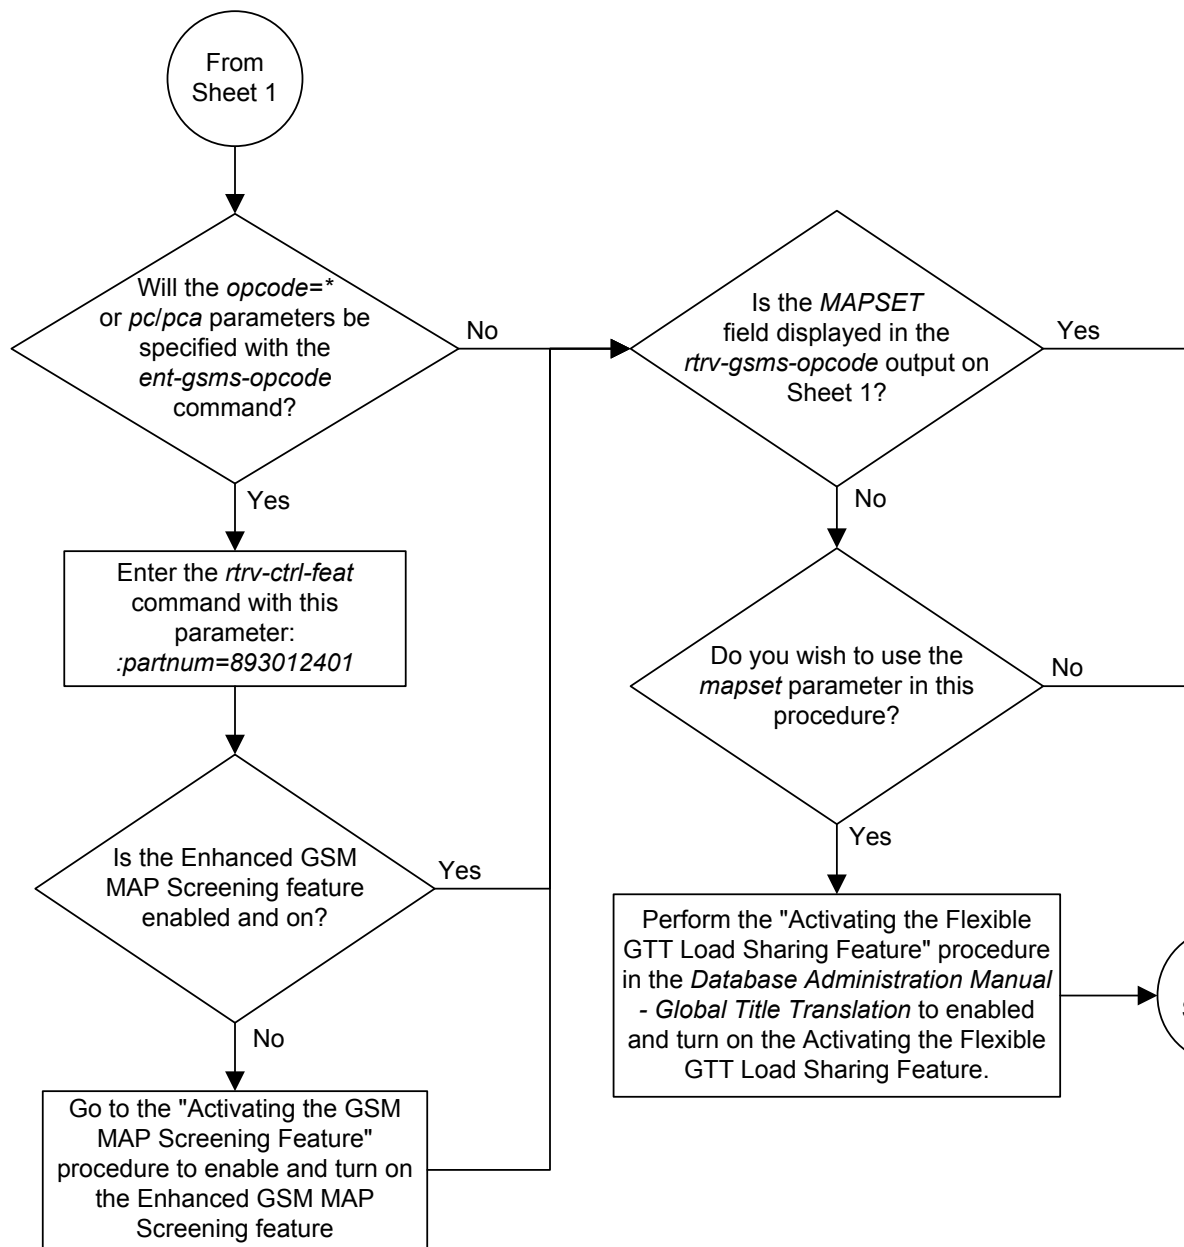 From
Sheet 1
Will the opcode=*
or pc/pca parameters be
specified with the
ent-gsms-opcode
command?
No
Yes
Enter the rtrv-ctrl-feat
command with this
parameter:
:partnum=893012401
Is the Enhanced GSM
MAP Screening feature
enabled and on?
Yes
No
Go to the "Activating the GSM
MAP Screening Feature"
procedure to enable and turn on
the Enhanced GSM MAP
Screening feature
Is the MAPSET
field displayed in the
rtrv-gsms-opcode output on
Sheet 1?
Yes
No
Do you wish to use the
mapset parameter in this
procedure?
No
Yes
Perform the "Activating the Flexible
GTT Load Sharing Feature" procedure
in the Database Administration Manual
- Global Title Translation to enabled
and turn on the Activating the Flexible
GTT Load Sharing Feature.